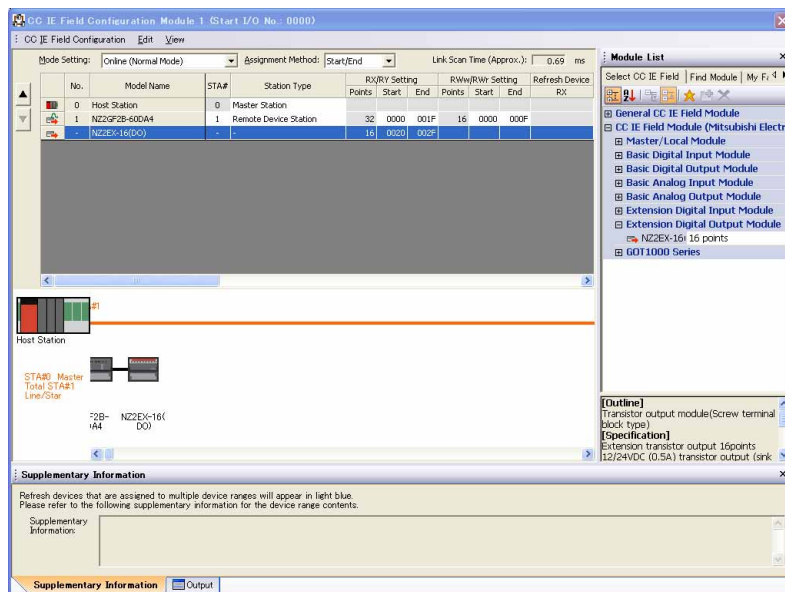 CC IE Field Configuration Module 1 (Start I/O No.: 0000)
CC IE Field Configuration Edit View
Mode Setting: Online (Normal Mode) Assignment Method: Start/End Link Scan Time (Approx.): 0.69 ms
No. Model Name STA# Station Type RX/RY Setting RWw/RWr Setting Refresh Device
Points Start End Points Start End RX
0 Host Station 0 Master Station
1 NZ2GF2B-60DA4 1 Remote Device Station 32 0000 001F 16 0000 000F
- NZ2EX-16(DO) - - 16 0020 002F
#1
Host Station
STA#0 Master
Total STA#1
Line/Star
F2B-
A4
NZ2EX-16(
DO)
Module List
Select CC IE Field Find Module My Fa
General CC IE Field Module
CC IE Field Module (Mitsubishi Electr
Master/Local Module
Basic Digital Input Module
Basic Digital Output Module
Basic Analog Input Module
Basic Analog Output Module
Extension Digital Input Module
Extension Digital Output Module
NZ2EX-16( 16 points
GOT1000 Series
[Outline]
Transistor output module(Screw terminal
block type)
[Specification]
Extension transistor output 16points
12/24VDC (0.5A) transistor output (sink
Supplementary Information
Refresh devices that are assigned to multiple device ranges will appear in light blue.
Please refer to the following supplementary information for the device range contents.
Supplementary
Information:
Supplementary Information Output